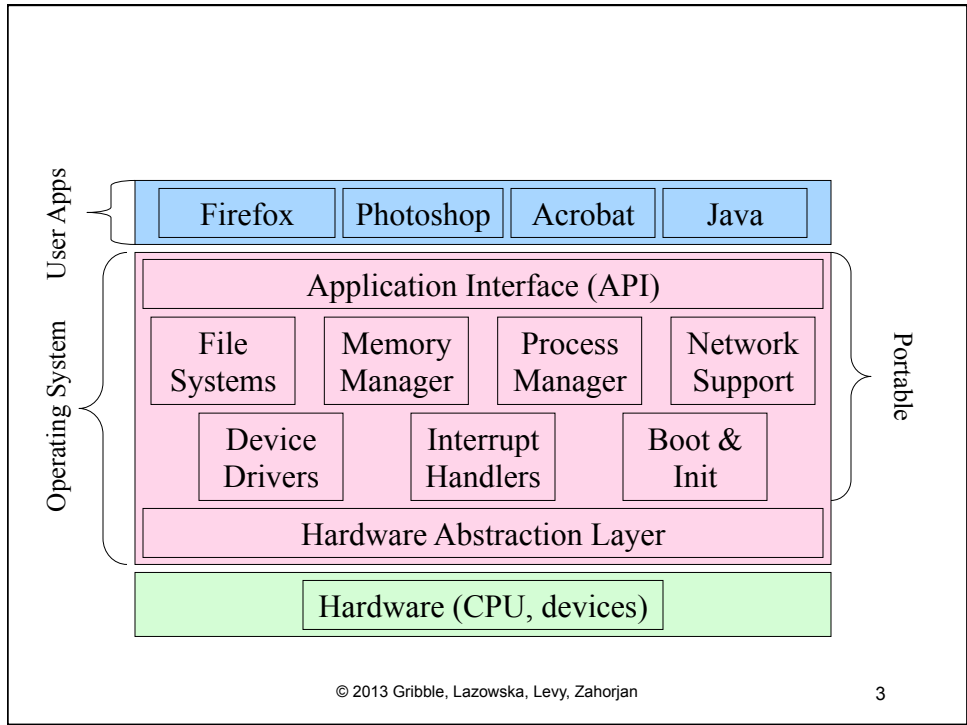 User Apps
Firefox
Photoshop
Acrobat
Java
Operating System
Application Interface (API)
File
Systems
Memory
Manager
Process
Manager
Network
Support
Device
Drivers
Interrupt
Handlers
Boot &
Init
Hardware Abstraction Layer
Portable
Hardware (CPU, devices)
© 2013 Gribble, Lazowska, Levy, Zahorjan
3